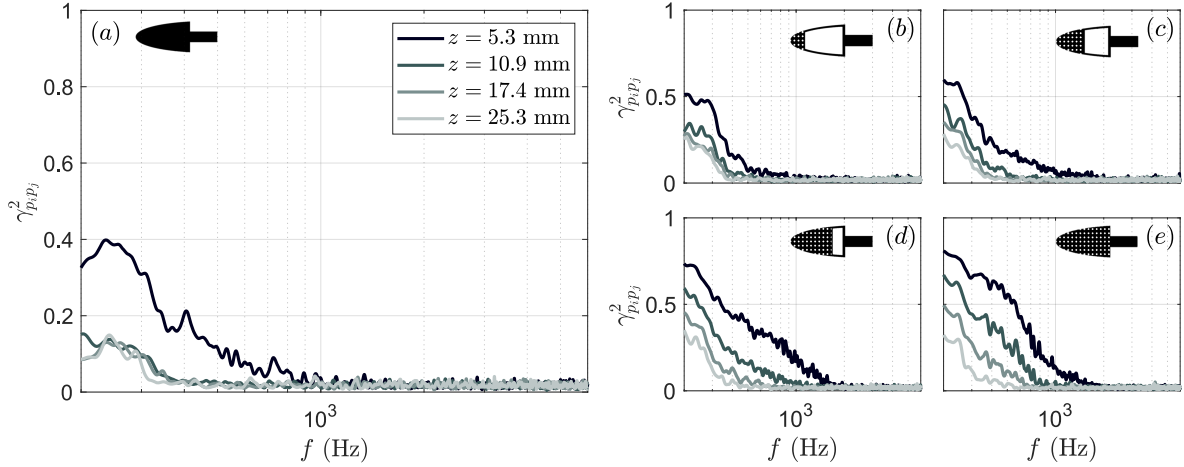 (a)
z = 5.3 mm
z = 10.9 mm
z = 17.4 mm
z = 25.3 mm
1
0.8
0.6
0.4
0.2
0
γ²pᵢpⱼ
10³
f (Hz)
(b)
1
0.5
0
γ²pᵢpⱼ
(c)
(d)
1
0.5
0
γ²pᵢpⱼ
10³
f (Hz)
(e)
10³
f (Hz)